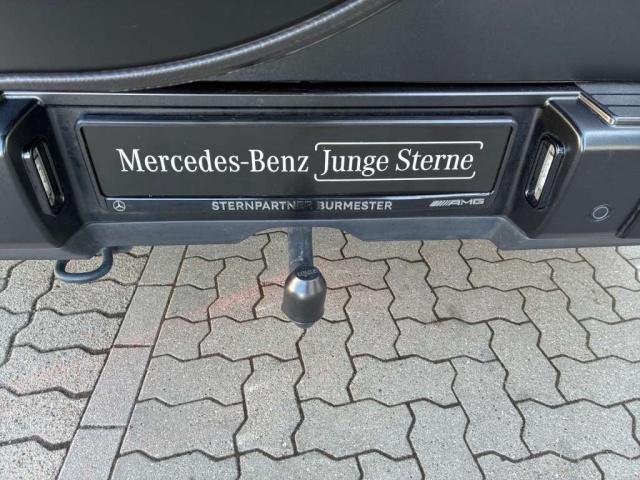 Mercedes-Benz Junge Sterne
STERNPARTNER BURMESTER AMG